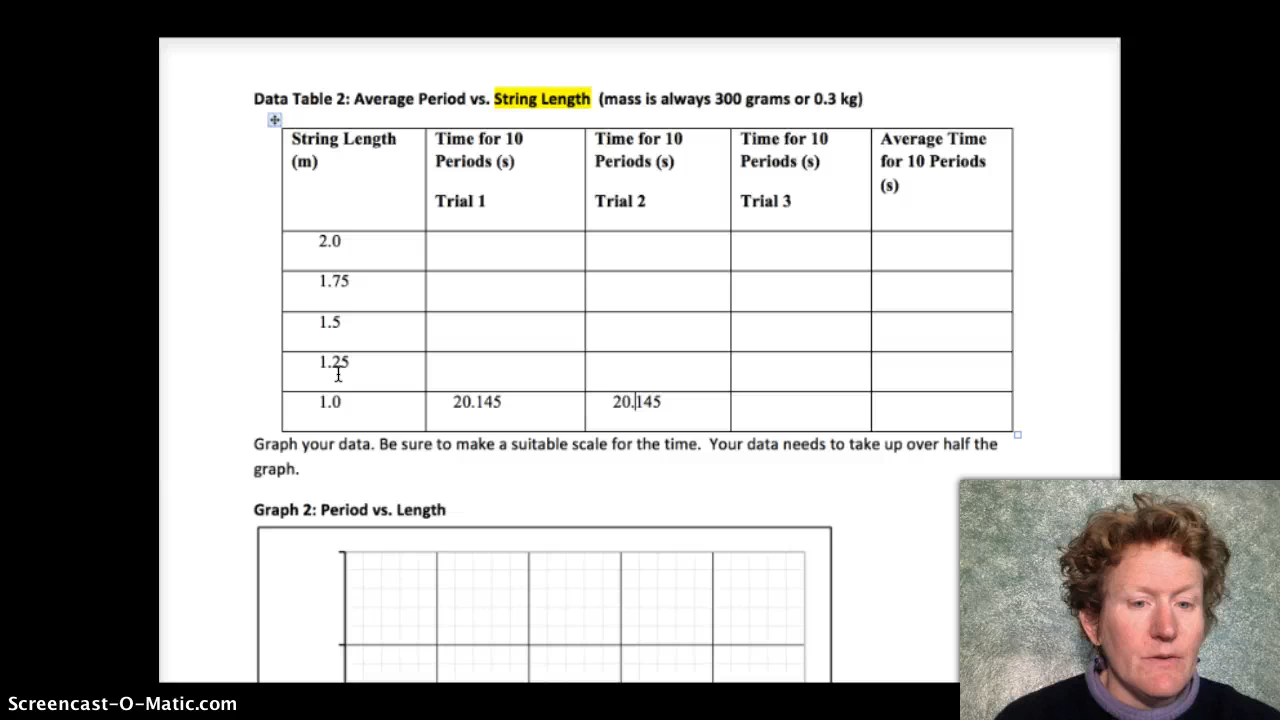 Data Table 2: Average Period vs. String Length (mass is always 300 grams or 0.3 kg)
String Length (m) Time for 10 Periods (s) Trial 1 Time for 10 Periods (s) Trial 2 Time for 10 Periods (s) Trial 3 Average Time for 10 Periods (s)
2.0
1.75
1.5
1.25
1.0 20.145 20.145
Graph your data. Be sure to make a suitable scale for the time. Your data needs to take up over half the
graph.
Graph 2: Period vs. Length
Screencast-O-Matic.com